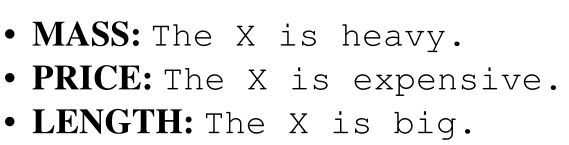 • MASS: The X is heavy.
• PRICE: The X is expensive.
• LENGTH: The X is big.